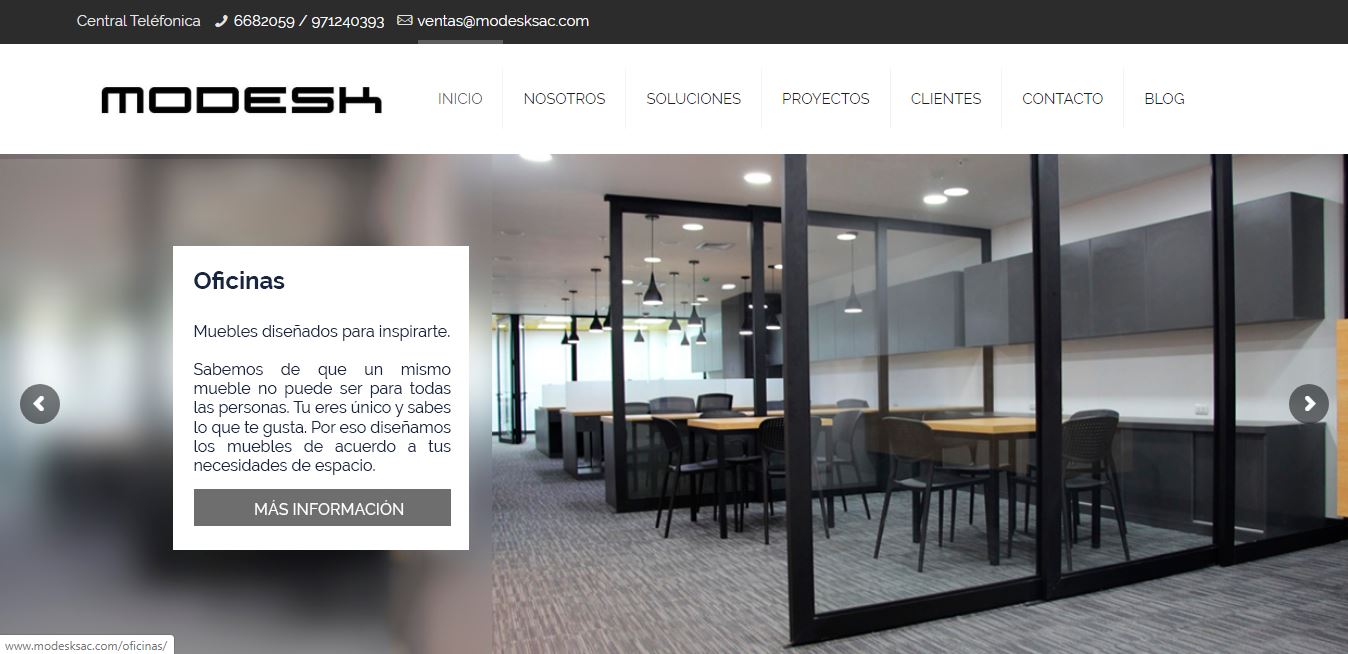 Central Teléfonica 6682059 / 971240393 ventas@modesksac.com
MODESK
INICIO NOSOTROS SOLUCIONES PROYECTOS CLIENTES CONTACTO BLOG
Oficinas
Muebles diseñados para inspirarte.
Sabemos de que un mismo
mueble no puede ser para todas
las personas. Tu eres único y sabes
lo que te gusta. Por eso diseñamos
los muebles de acuerdo a tus
necesidades de espacio.
MÁS INFORMACIÓN
www.modesksac.com/oficinas/